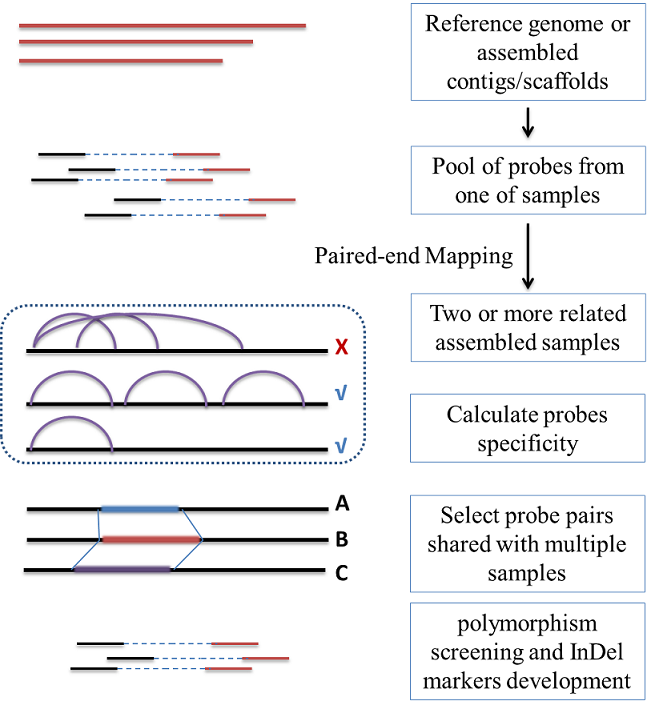 Reference genome or
assembled
contigs/scaffolds
Pool of probes from
one of samples
Paired-end Mapping
Two or more related
assembled samples
X
√
√
Calculate probes
specificity
A
B
C
Select probe pairs
shared with multiple
samples
polymorphism
screening and InDel
markers development